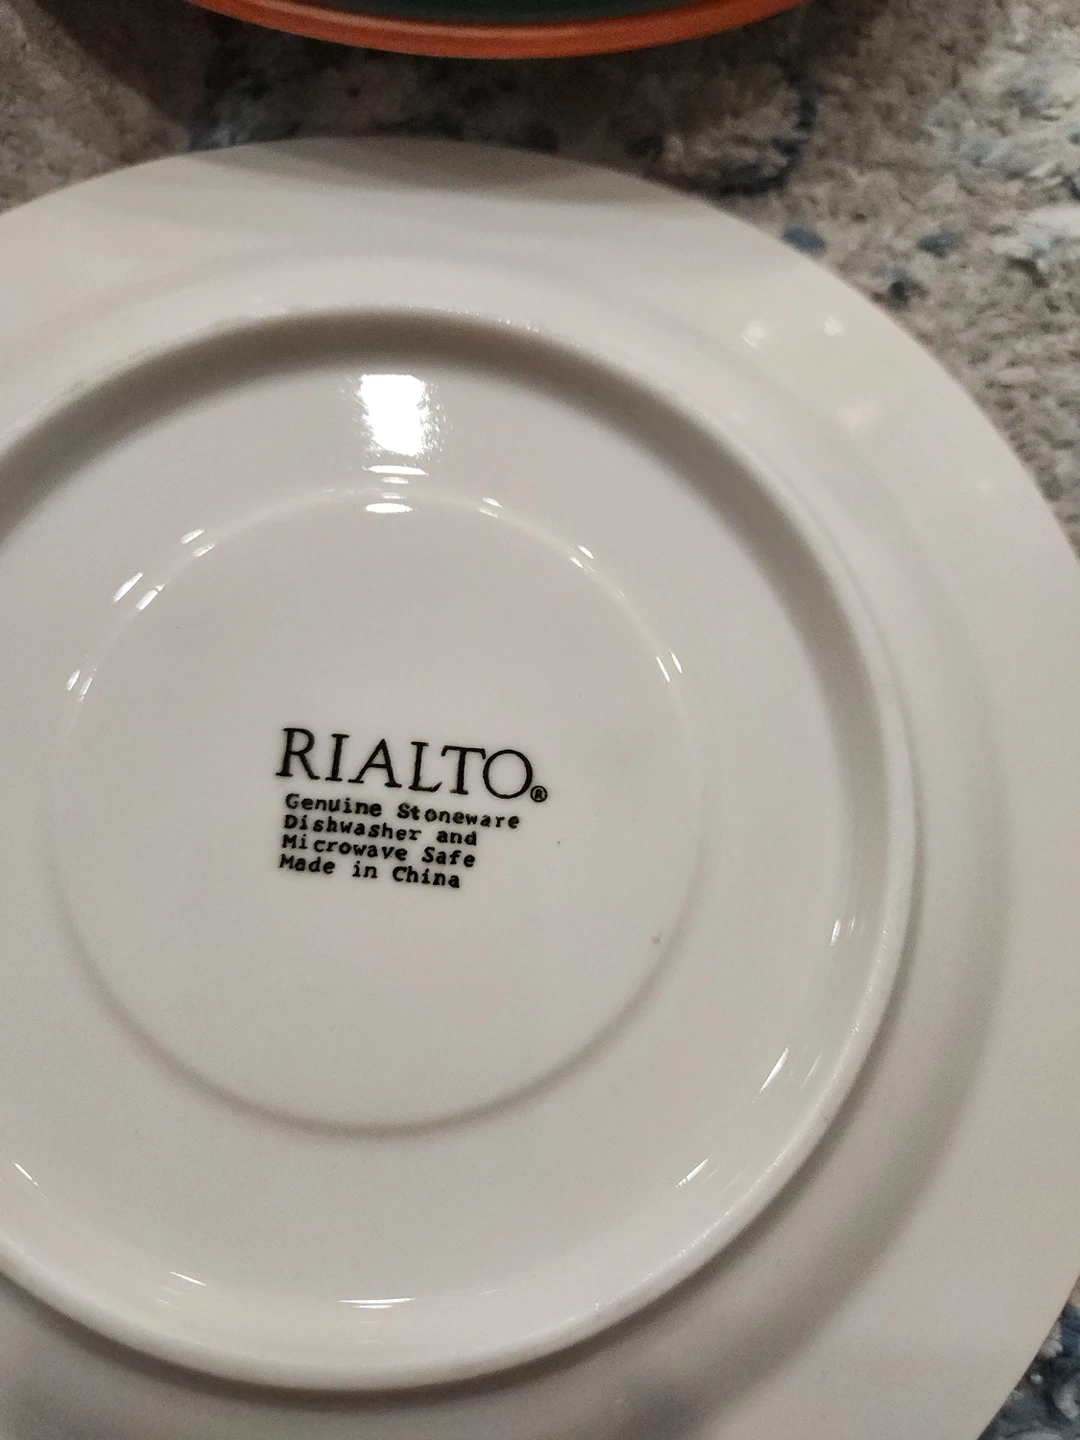 RIALTO®
Genuine Stoneware
Dishwasher and
Microwave Safe
Made in China